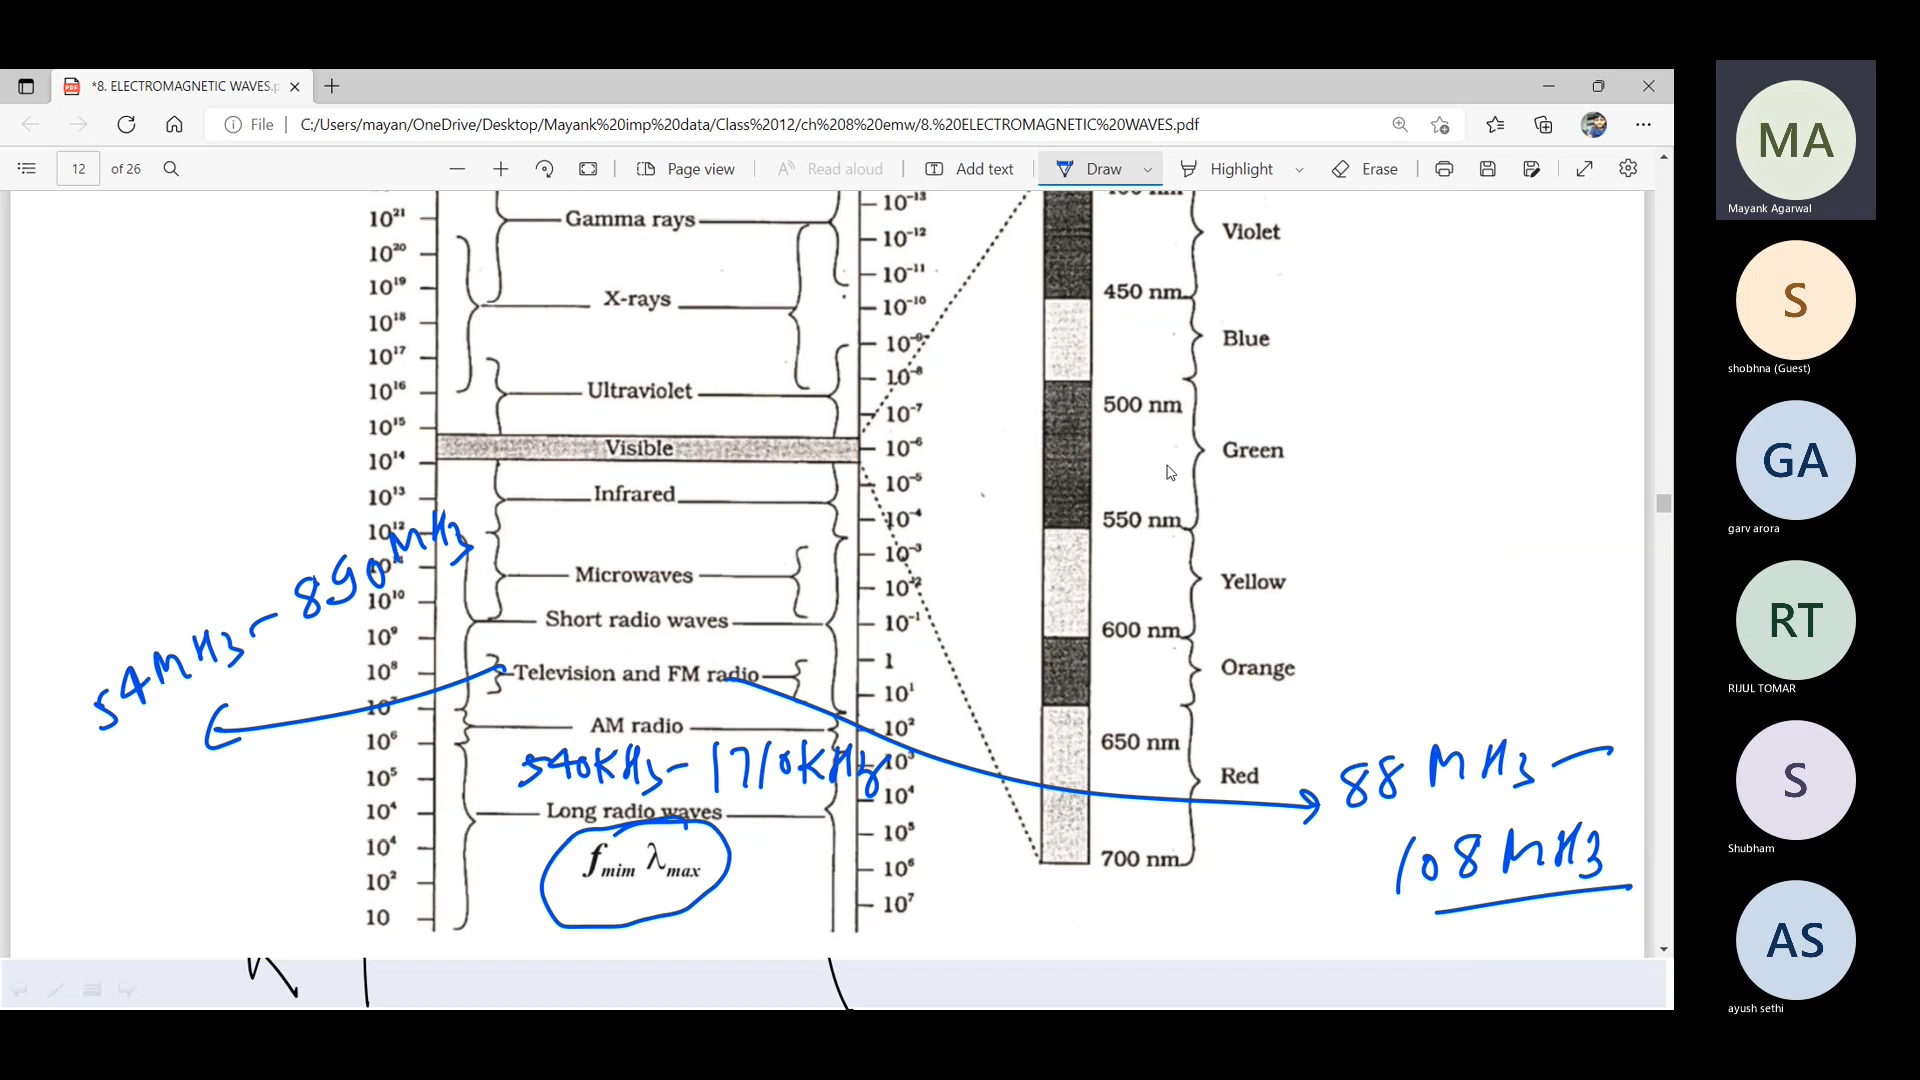 *8. ELECTROMAGNETIC WAVES.p
File
C:/Users/mayan/OneDrive/Desktop/Mayank%20imp%20data/Class%2012/ch%208%20emw/8.%20ELECTROMAGNETIC%20WAVES.pdf
12 of 26
Page view
Read aloud
Add text
Draw
Highlight
Erase
10²¹
10²⁰
10¹⁹
10¹⁸
10¹⁷
10¹⁶
10¹⁵
10¹⁴
10¹³
10¹²
10¹⁰
10⁹
10⁸
10⁶
10⁵
10⁴
10⁴
10²
10
Gamma rays
X-rays
Ultraviolet
Visible
Infrared
Microwaves
Short radio waves
Television and FM radio
AM radio
540KHz - 1710KHz
Long radio waves
f mim λ max
10⁻¹³
10⁻¹²
10⁻¹¹
10⁻¹⁰
10⁻⁹
10⁻⁸
10⁻⁷
10⁻⁶
10⁻⁵
10⁻⁴
10⁻³
10⁻²
10⁻¹
1
10¹
10²
10³
10⁴
10⁵
10⁶
10⁷
450 nm
500 nm
550 nm
600 nm
650 nm
700 nm
Violet
Blue
Green
Yellow
Orange
Red
54MHz - 890MHz
88 MHz -
108 MHz
MA
Mayank Agarwal
S
shobhna (Guest)
GA
garv arora
RT
RIJUL TOMAR
S
Shubham
AS
ayush sethi